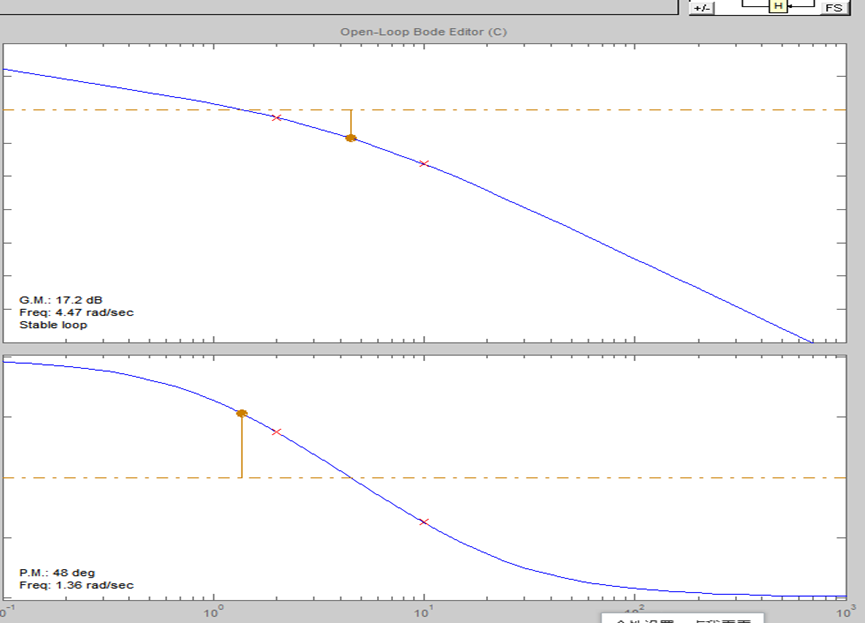 +/-
H
FS
Open-Loop Bode Editor (C)
G.M.: 17.2 dB
Freq: 4.47 rad/sec
Stable loop
P.M.: 48 deg
Freq: 1.36 rad/sec
10⁰
10¹
10³